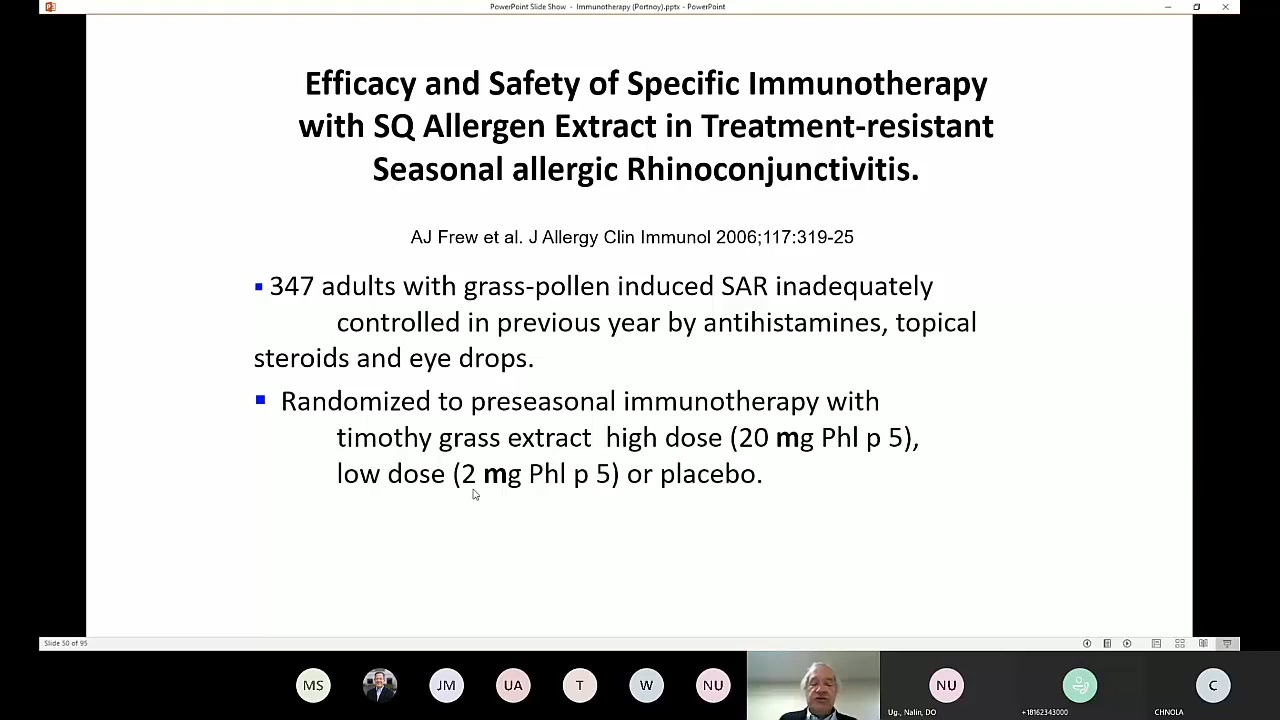 PowerPoint Slide Show - Immunotherapy (Portnoy).pptx - PowerPoint
Efficacy and Safety of Specific Immunotherapy
with SQ Allergen Extract in Treatment-resistant
Seasonal allergic Rhinoconjunctivitis.
AJ Frew et al. J Allergy Clin Immunol 2006;117:319-25
▪ 347 adults with grass-pollen induced SAR inadequately
controlled in previous year by antihistamines, topical
steroids and eye drops.
▪ Randomized to preseasonal immunotherapy with
timothy grass extract high dose (20 mg Phl p 5),
low dose (2 mg Phl p 5) or placebo.
Slide 50 of 95
MS
JM
UA
T
W
NU
NU
C
Ug., Nalin, DO
+18162343000
CHNOLA